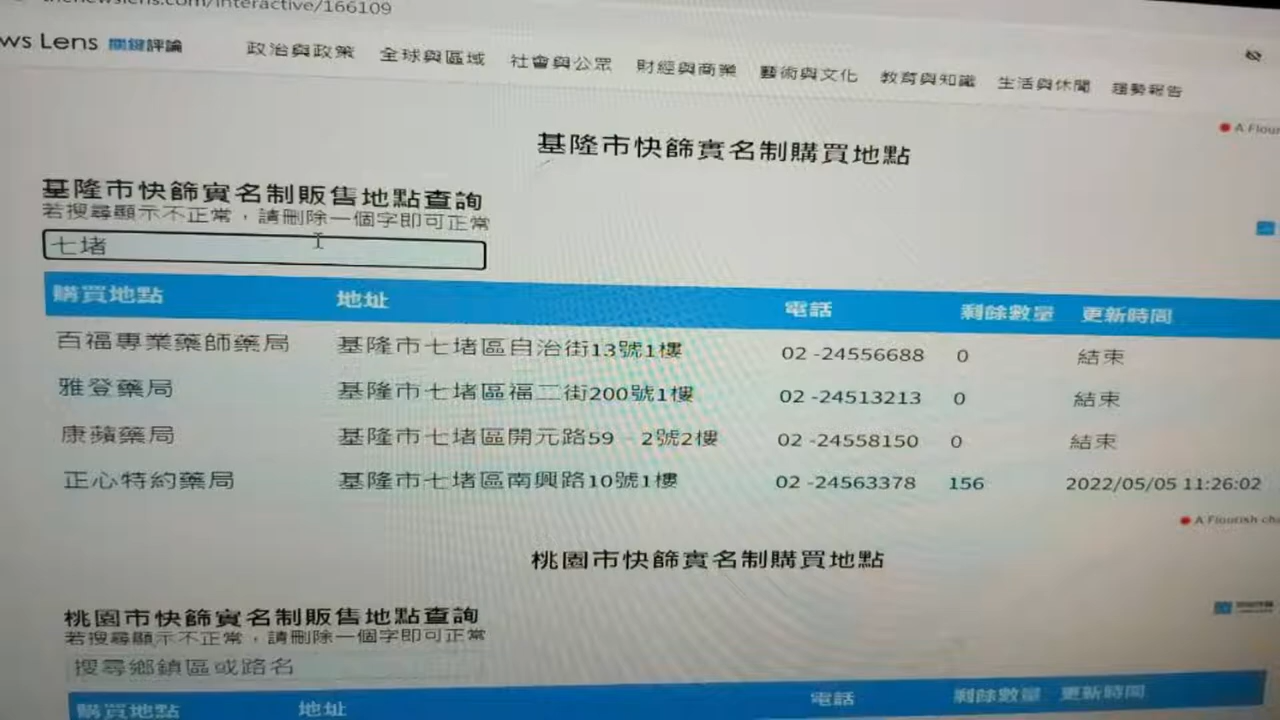 thenewslens.com/interactive/166109
ws Lens 關鍵評論 政治與政策 全球與區域 社會與公眾 財經與商業 藝術與文化 教育與知識 生活與休閒 趨勢報告
基隆市快篩實名制購買地點
A Flour
基隆市快篩實名制販售地點查詢
若搜尋顯示不正常，請刪除一個字即可正常
七堵
購買地點 地址 電話 剩餘數量 更新時間
百福專業藥師藥局 基隆市七堵區自治街13號1樓 02 -24556688 0 結束
雅登藥局 基隆市七堵區福二街200號1樓 02 -24513213 0 結束
康蘋藥局 基隆市七堵區開元路59－2號2樓 02 -24558150 0 結束
正心特約藥局 基隆市七堵區南興路10號1樓 02 -24563378 156 2022/05/05 11:26:02
A Flourish cha
桃園市快篩實名制購買地點
桃園市快篩實名制販售地點查詢
若搜尋顯示不正常，請刪除一個字即可正常
搜尋鄉鎮區或路名
購買地點 地址 電話 剩餘數量 更新時間